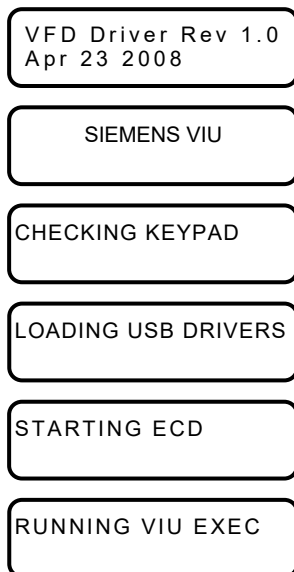 VFD Driver Rev 1.0
Apr 23 2008
SIEMENS VIU
CHECKING KEYPAD
LOADING USB DRIVERS
STARTING ECD
RUNNING VIU EXEC